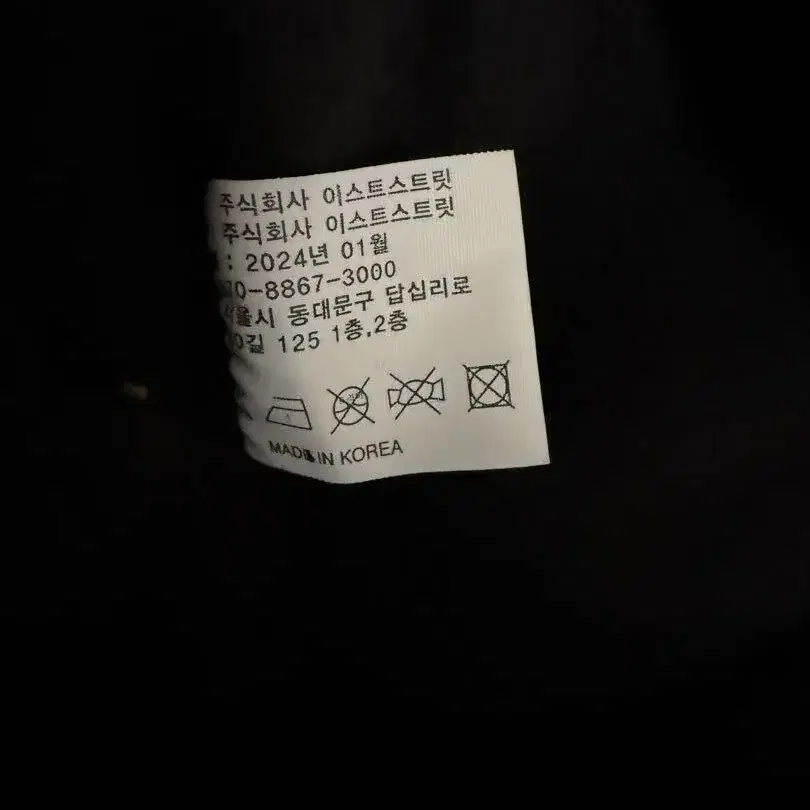 주식회사 이스트스트릿
주식회사 이스트스트릿
: 2024년 01월
70-8867-3000
울시 동대문구 답십리로
0길 125 1층,2층
MADE IN KOREA